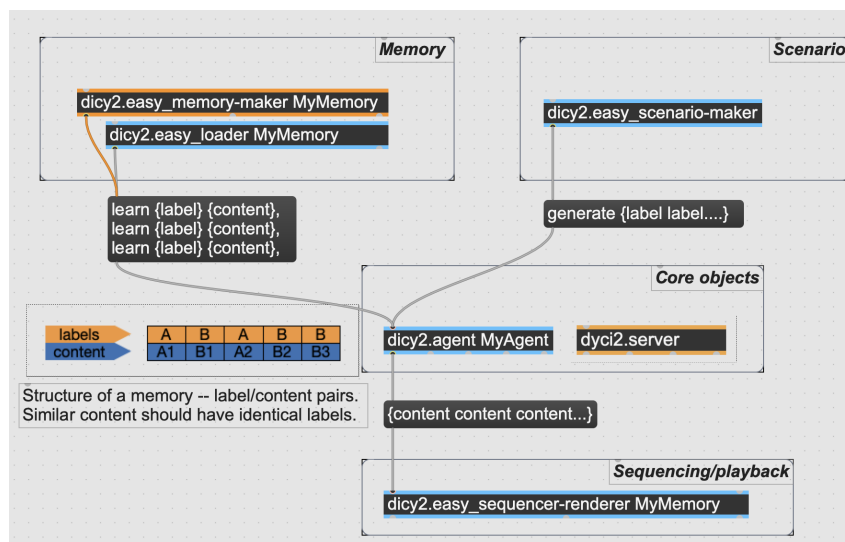 Memory
dicy2.easy_memory-maker MyMemory
dicy2.easy_loader MyMemory
learn {label} {content},
learn {label} {content},
learn {label} {content},
Scenario
dicy2.easy_scenario-maker
generate {label label....}
Core objects
dicy2.agent MyAgent
dyci2.server
labels A B A B B
content A1 B1 A2 B2 B3
Structure of a memory -- label/content pairs.
Similar content should have identical labels.
{content content content...}
Sequencing/playback
dicy2.easy_sequencer-renderer MyMemory